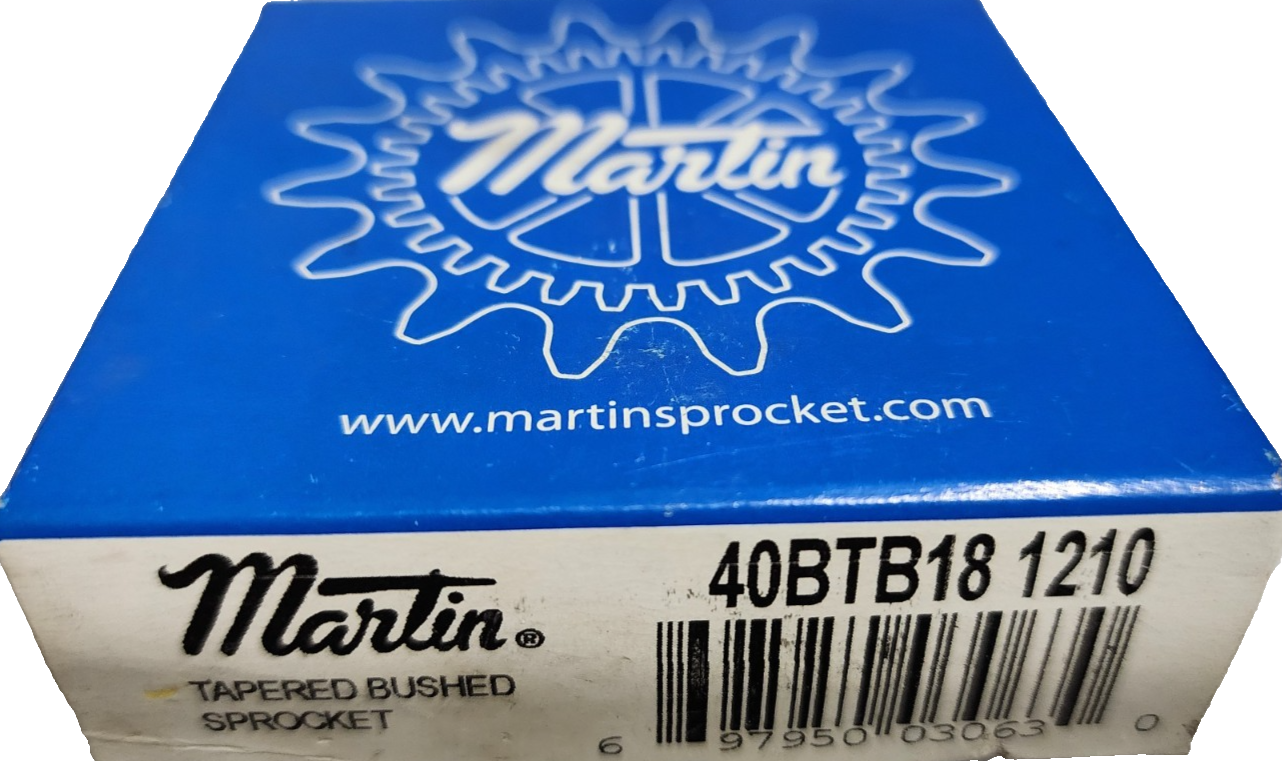 Martin
www.martinsprocket.com
Martin®
TAPERED BUSHED
SPROCKET
40BTB18 1210
6 97950 03063 0